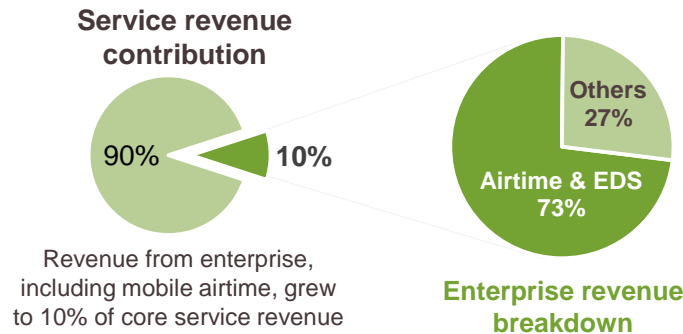 Service revenue
contribution
90%
10%
Revenue from enterprise,
including mobile airtime, grew
to 10% of core service revenue
Others
27%
Airtime & EDS
73%
Enterprise revenue
breakdown